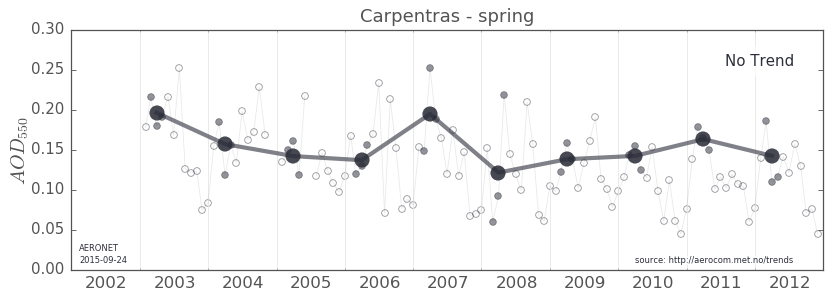 Carpentras - spring
0.30
0.25
0.20
0.15
0.10
0.05
0.00
AOD550
No Trend
AERONET
2015-09-24
source: http://aerocom.met.no/trends
2002 2003 2004 2005 2006 2007 2008 2009 2010 2011 2012